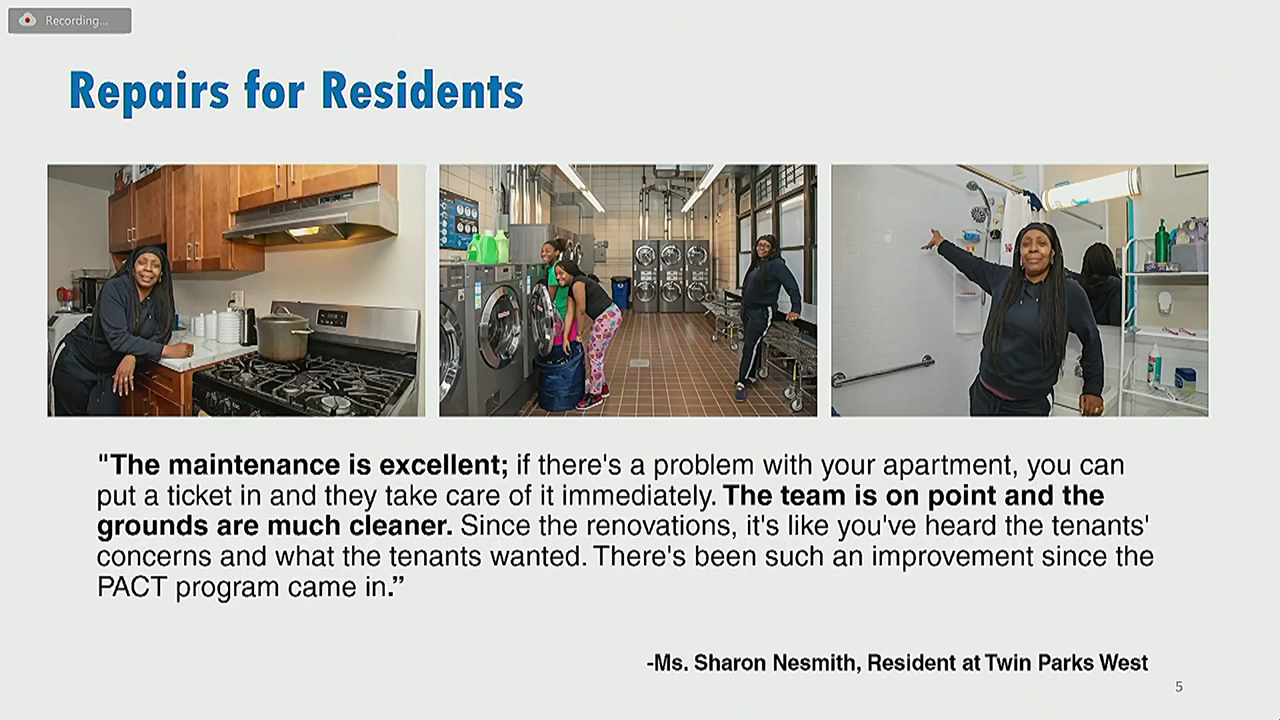 Recording...
Repairs for Residents
"The maintenance is excellent; if there's a problem with your apartment, you can
put a ticket in and they take care of it immediately. The team is on point and the
grounds are much cleaner. Since the renovations, it's like you've heard the tenants'
concerns and what the tenants wanted. There's been such an improvement since the
PACT program came in.”
-Ms. Sharon Nesmith, Resident at Twin Parks West
5